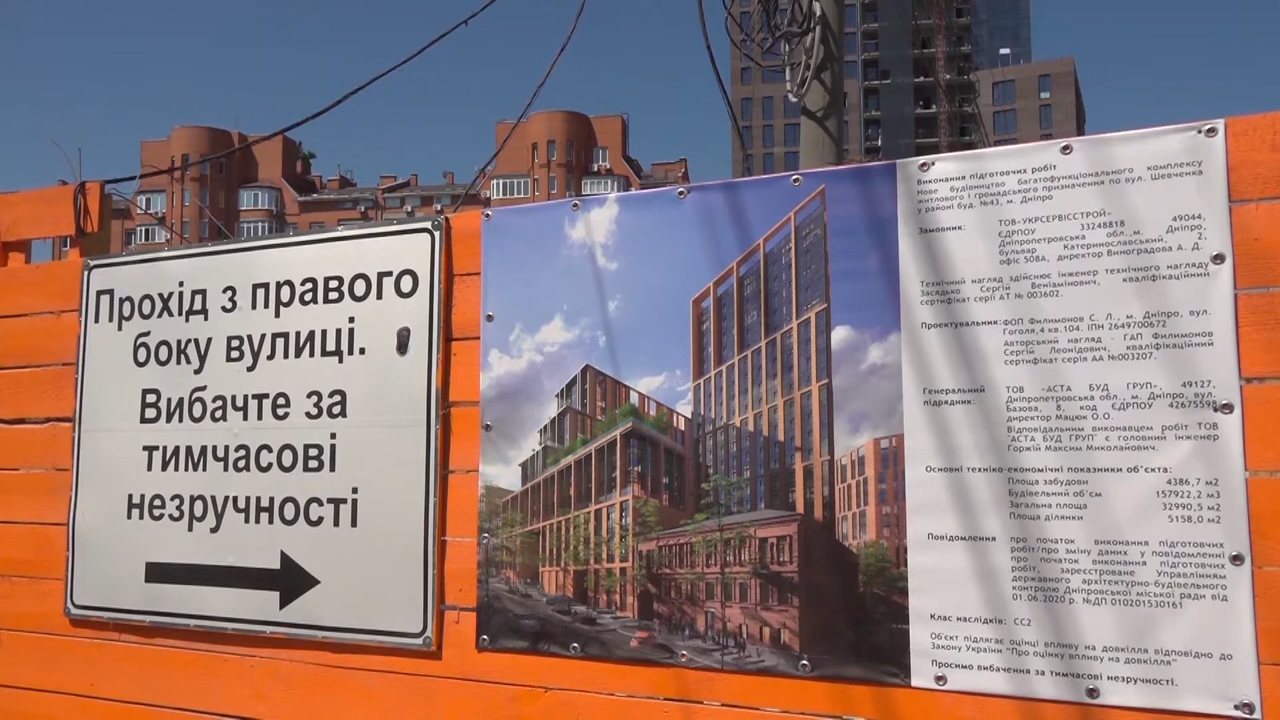 Прохід з правого
боку вулиці.
Вибачте за
тимчасові
незручності
Виконання підготовчих робіт
Нове будівництво багатофункціонального комплексу
житлового і громадського призначення по вул. Шевченка
у районі буд. №43, м. Дніпро
Замовник: ТОВ«УКРСЕРВІССТРОЙ»
ЄДРПОУ 33248818 49044,
Дніпропетровська обл.,м. Дніпро,
бульвар Катеринославський, 2,
офіс 508А, директор Виноградова А. Д.
Технічний нагляд здійснює інженер технічного нагляду
Засядько Сергій Веніамінович, кваліфікаційний
сертифікат серії АТ № 003602.
Проектувальник: ФОП Филимонов С. Л., м. Дніпро, вул.
Гоголя,4 кв.104. ІПН 2649700672
Авторський нагляд - ГАП Филимонов
Сергій Леонідович, кваліфікаційний
сертифікат серія АА №003207.
Генеральний підрядник: ТОВ «АСТА БУД ГРУП», 49127,
Дніпропетровська обл., м. Дніпро, вул.
Базова, 8, код ЄДРПОУ 42675598
директор Мацюк О.О.
Відповідальним виконавцем робіт ТОВ
"АСТА БУД ГРУП" є головний інженер
Горжій Максим Миколайович.
Основні техніко-економічні показники об'єкта:
Площа забудови 4386,7 м2
Будівельний об'єм 157922,2 м3
Загальна площа 32990,5 м2
Площа ділянки 5158,0 м2
Повідомлення про початок виконання підготовчих
робіт/про зміну даних у повідомленні
про початок виконання підготовчих
робіт, зареєстроване Управлінням
державного архітектурно-будівельного
контролю Дніпровської міської ради від
01.06.2020 р. №ДП 010201530161
Клас наслідків: СС2
Об'єкт підлягає оцінці впливу на довкілля відповідно до
Закону України "Про оцінку впливу на довкілля"
Просимо вибачення за тимчасові незручності.